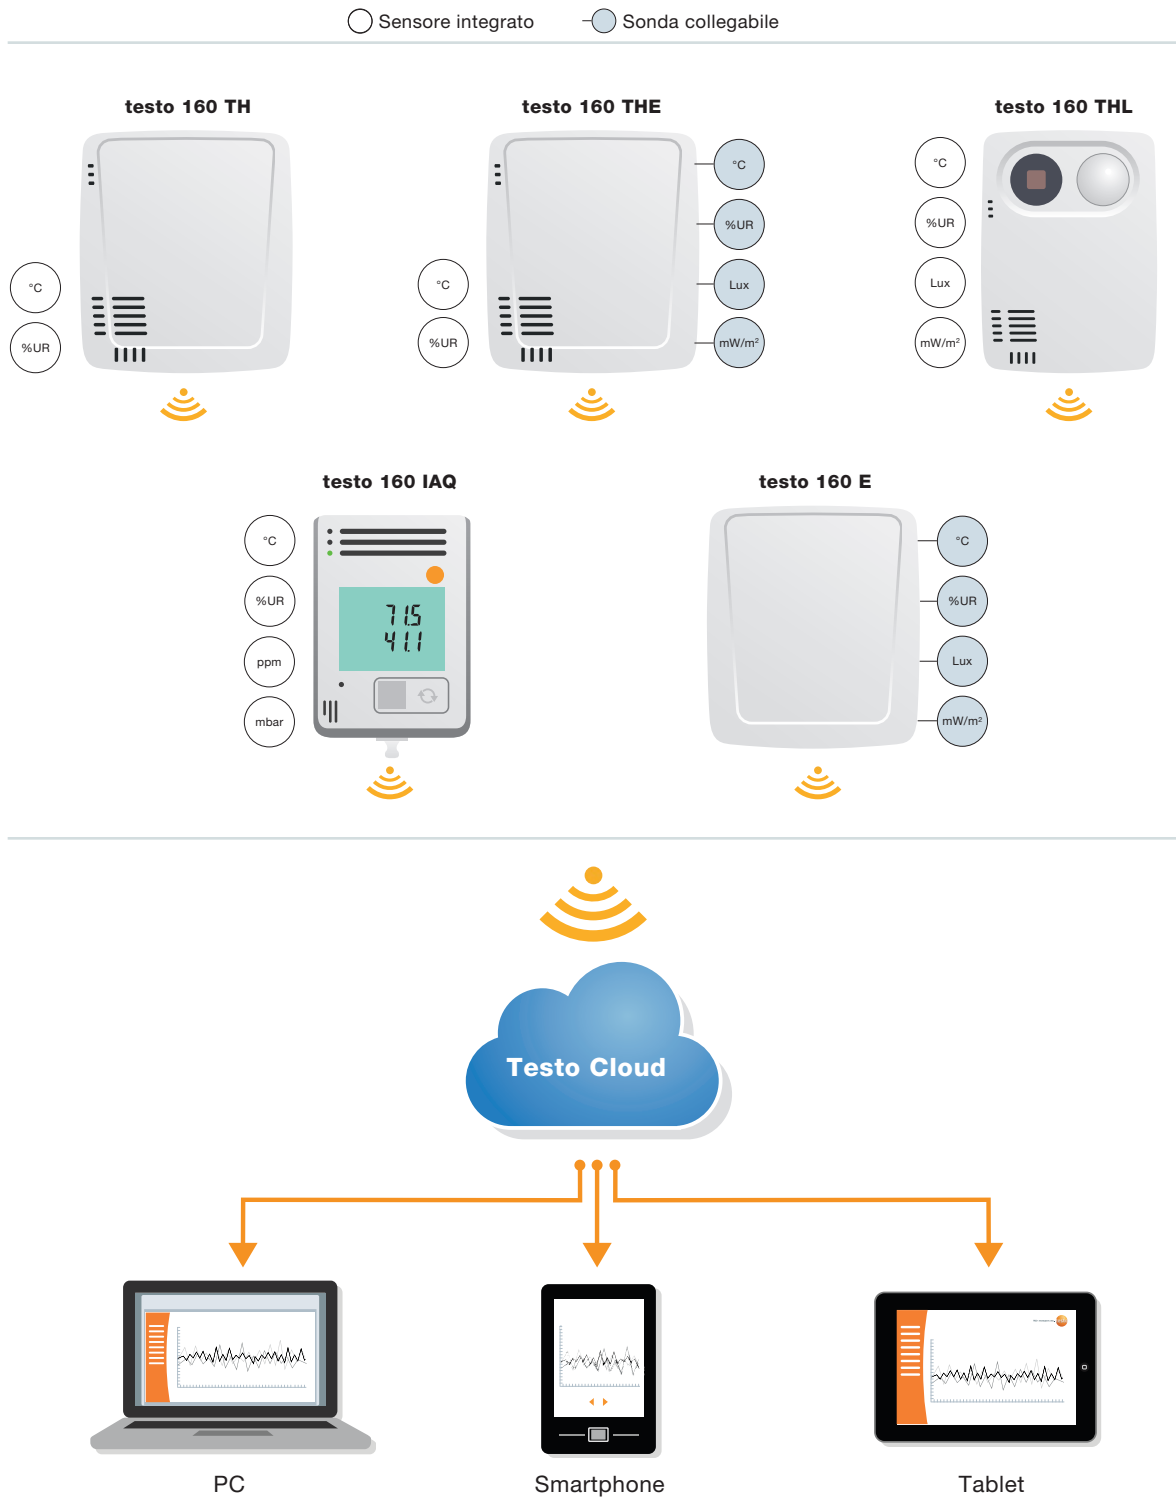 Sensore integrato
Sonda collegabile
testo 160 TH
testo 160 THE
testo 160 THL
°C
%UR
°C
%UR
°C
%UR
Lux
mW/m²
°C
%UR
Lux
mW/m²
testo 160 IAQ
testo 160 E
°C
%UR
ppm
mbar
71.5
41.1
°C
%UR
Lux
mW/m²
Testo Cloud
PC
Smartphone
Tablet